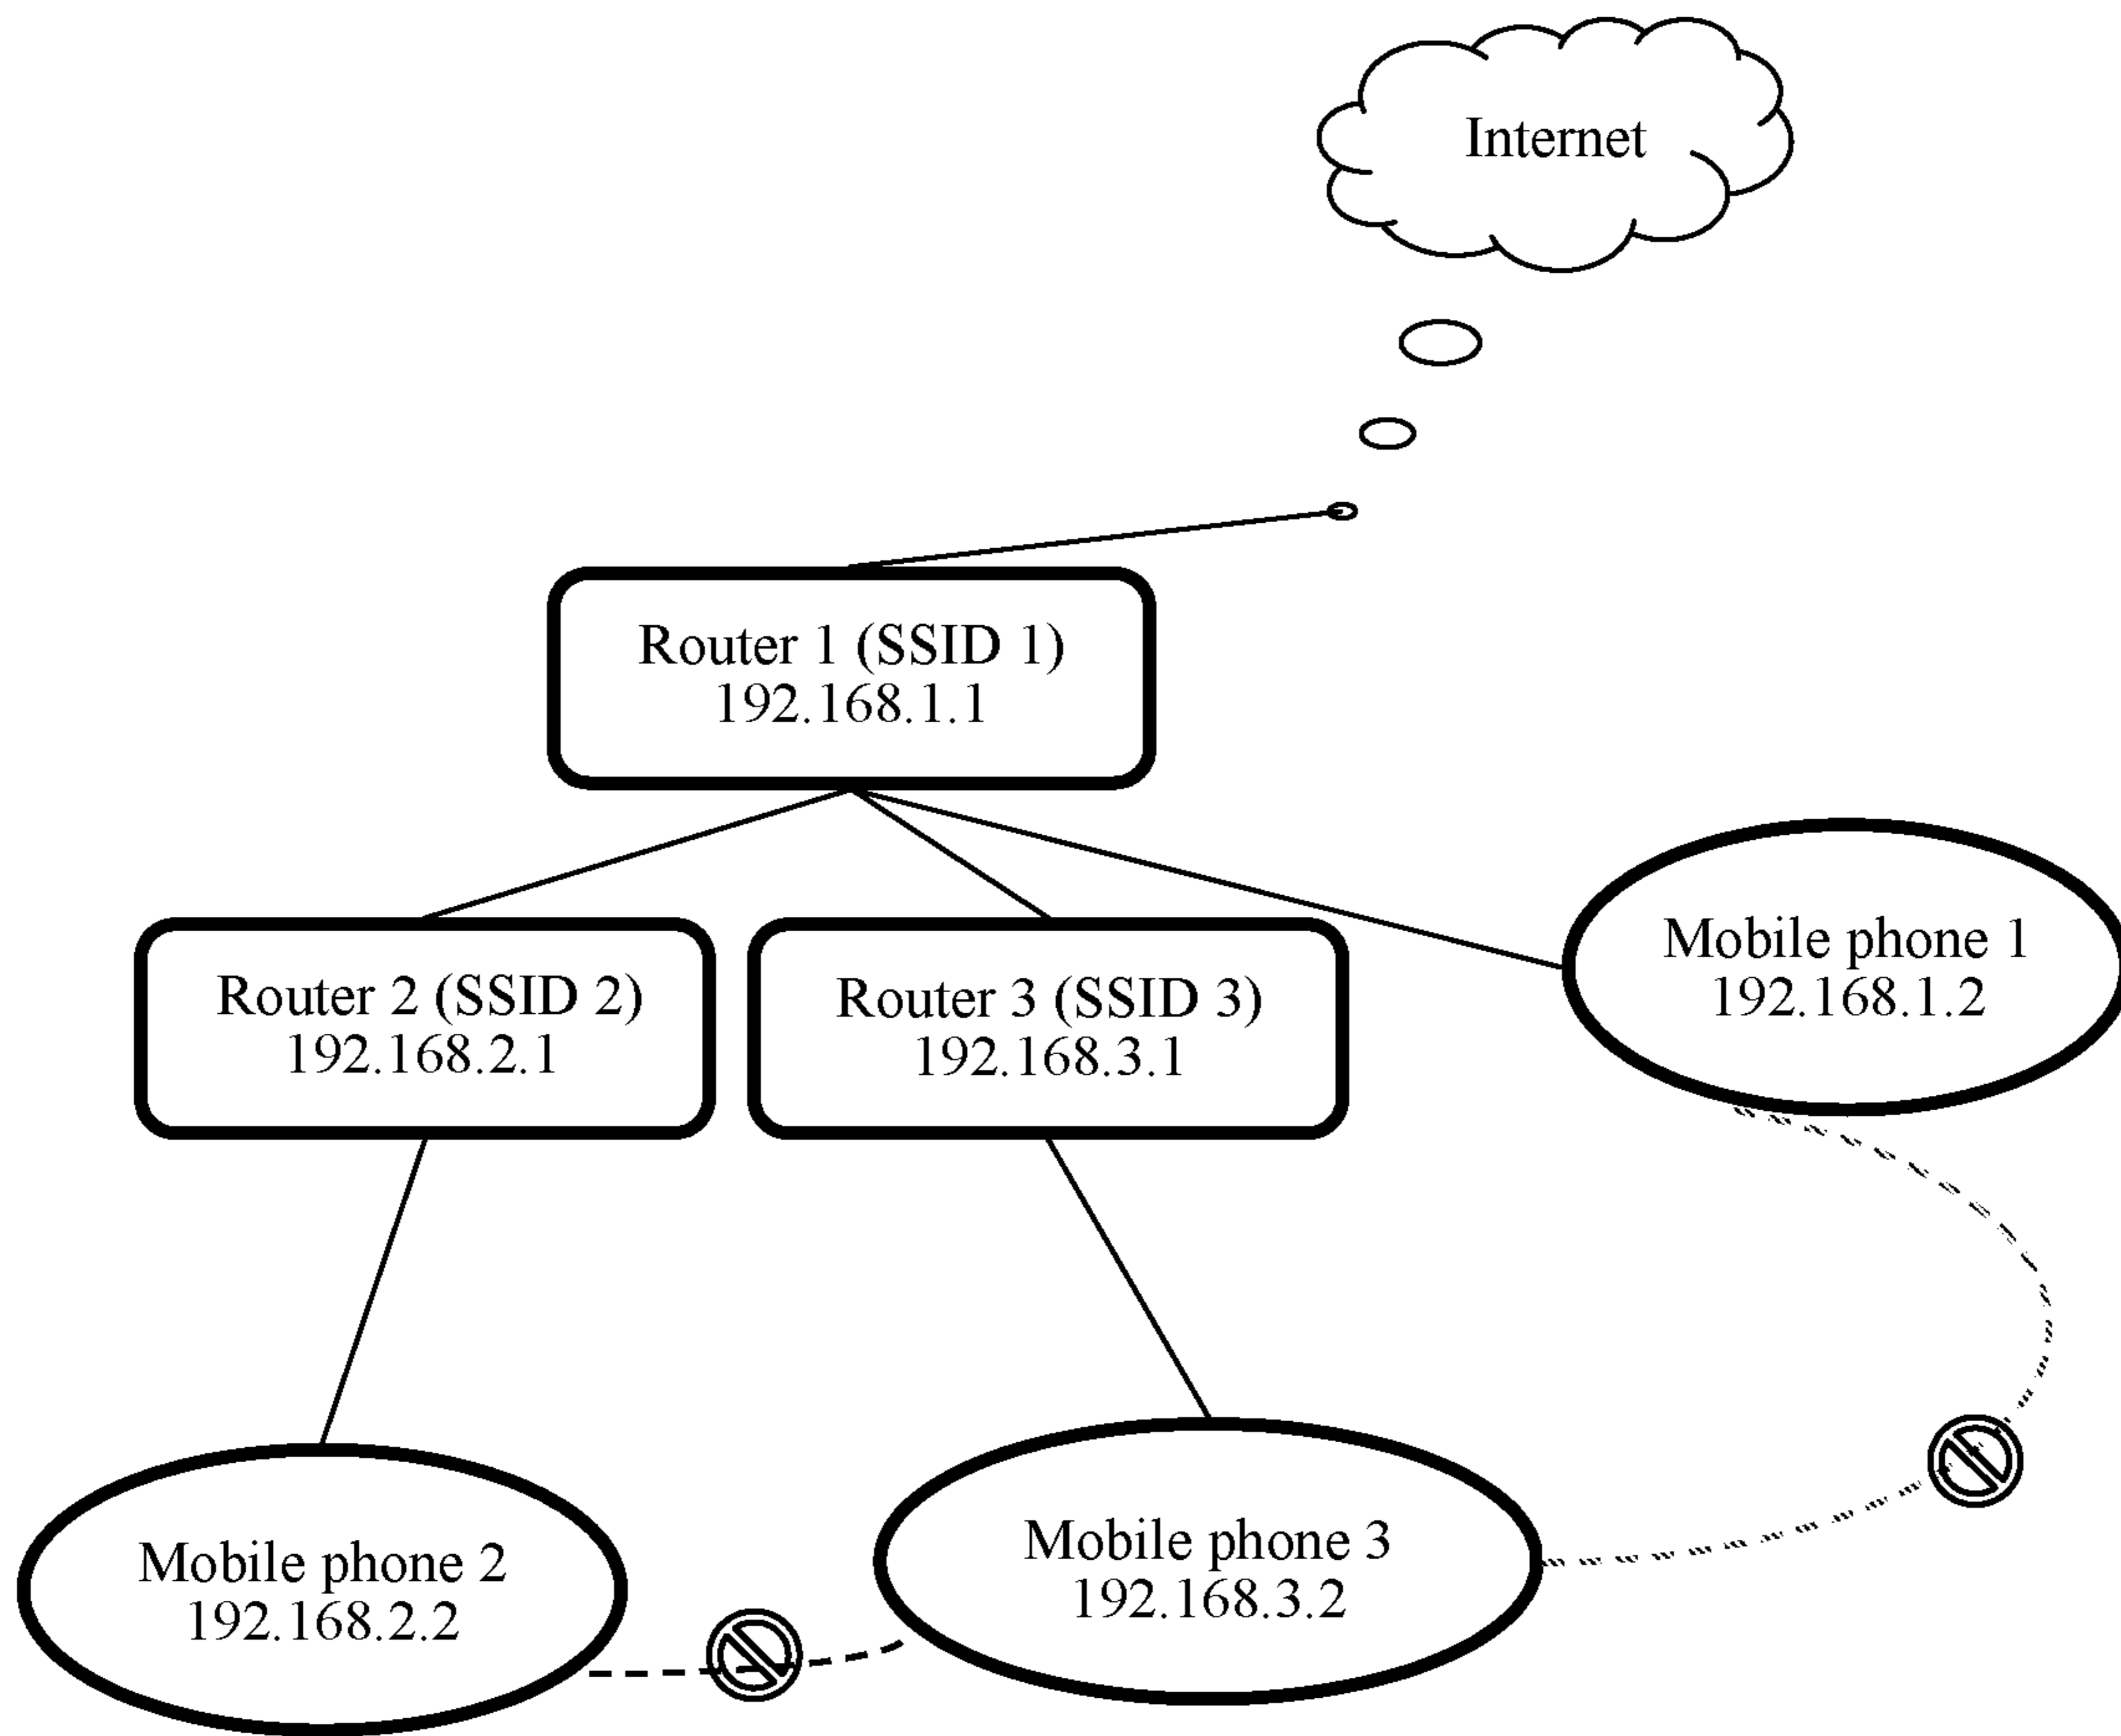 Internet
Router 1 (SSID 1)
192.168.1.1
Router 2 (SSID 2)
192.168.2.1
Router 3 (SSID 3)
192.168.3.1
Mobile phone 1
192.168.1.2
Mobile phone 2
192.168.2.2
Mobile phone 3
192.168.3.2